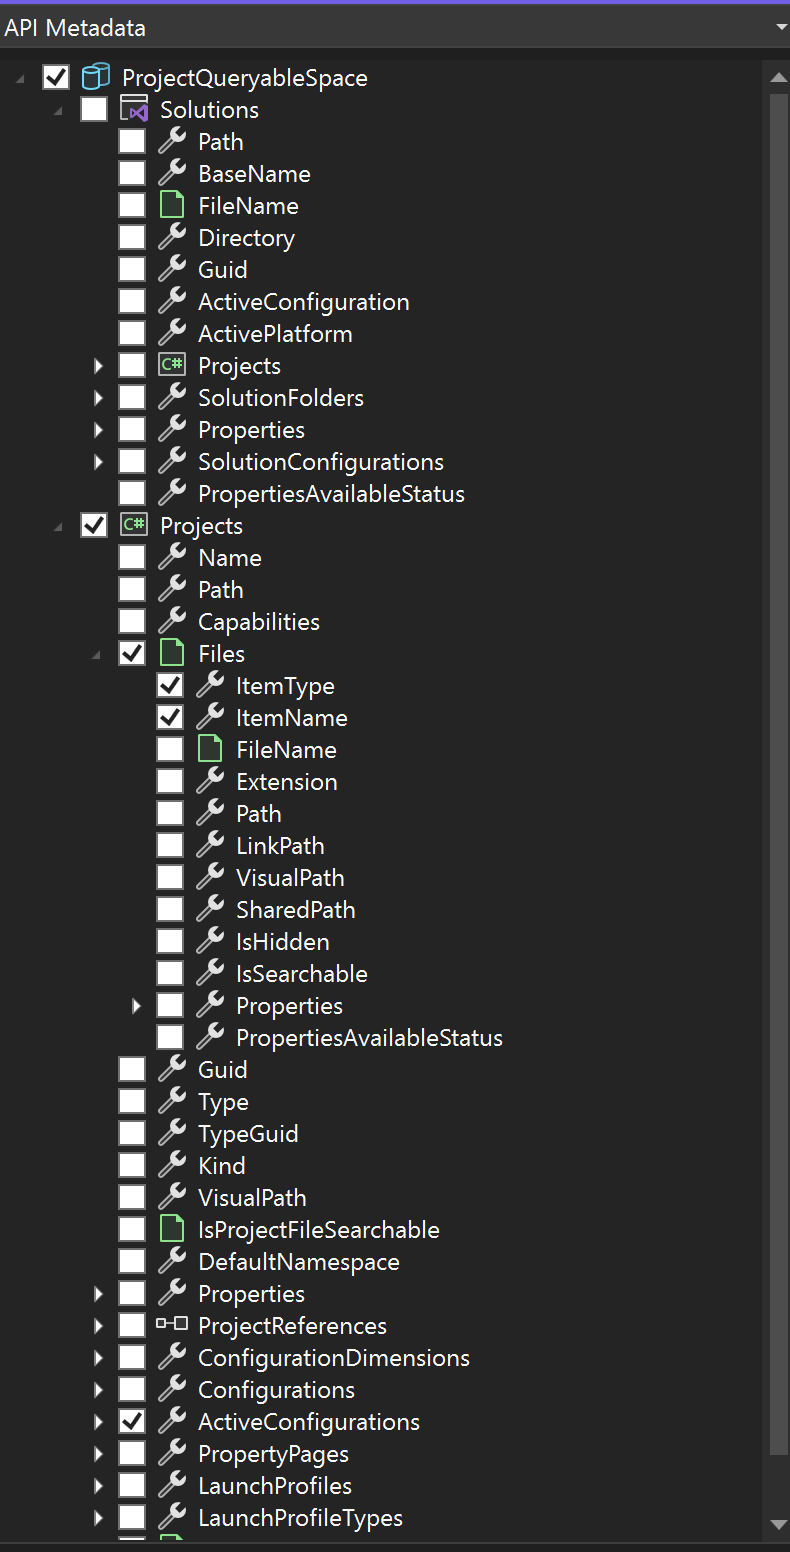 API Metadata
ProjectQueryableSpace
Solutions
Path
BaseName
FileName
Directory
Guid
ActiveConfiguration
ActivePlatform
C# Projects
SolutionFolders
Properties
SolutionConfigurations
PropertiesAvailableStatus
C# Projects
Name
Path
Capabilities
Files
ItemType
ItemName
FileName
Extension
Path
LinkPath
VisualPath
SharedPath
IsHidden
IsSearchable
Properties
PropertiesAvailableStatus
Guid
Type
TypeGuid
Kind
VisualPath
IsProjectFileSearchable
DefaultNamespace
Properties
ProjectReferences
ConfigurationDimensions
Configurations
ActiveConfigurations
PropertyPages
LaunchProfiles
LaunchProfileTypes